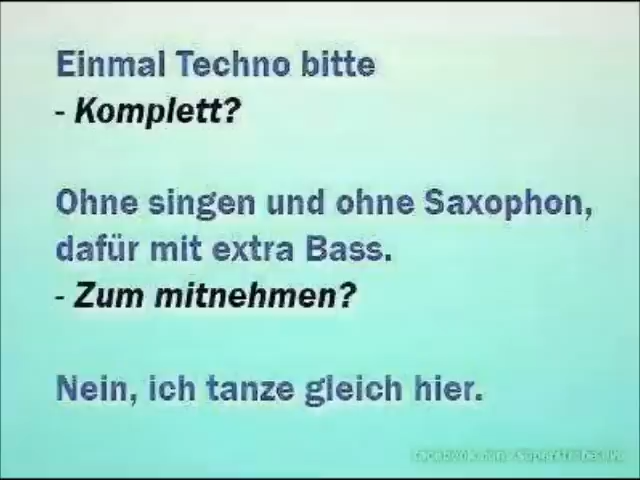 Einmal Techno bitte
- Komplett?
Ohne singen und ohne Saxophon,
dafür mit extra Bass.
- Zum mitnehmen?
Nein, ich tanze gleich hier.